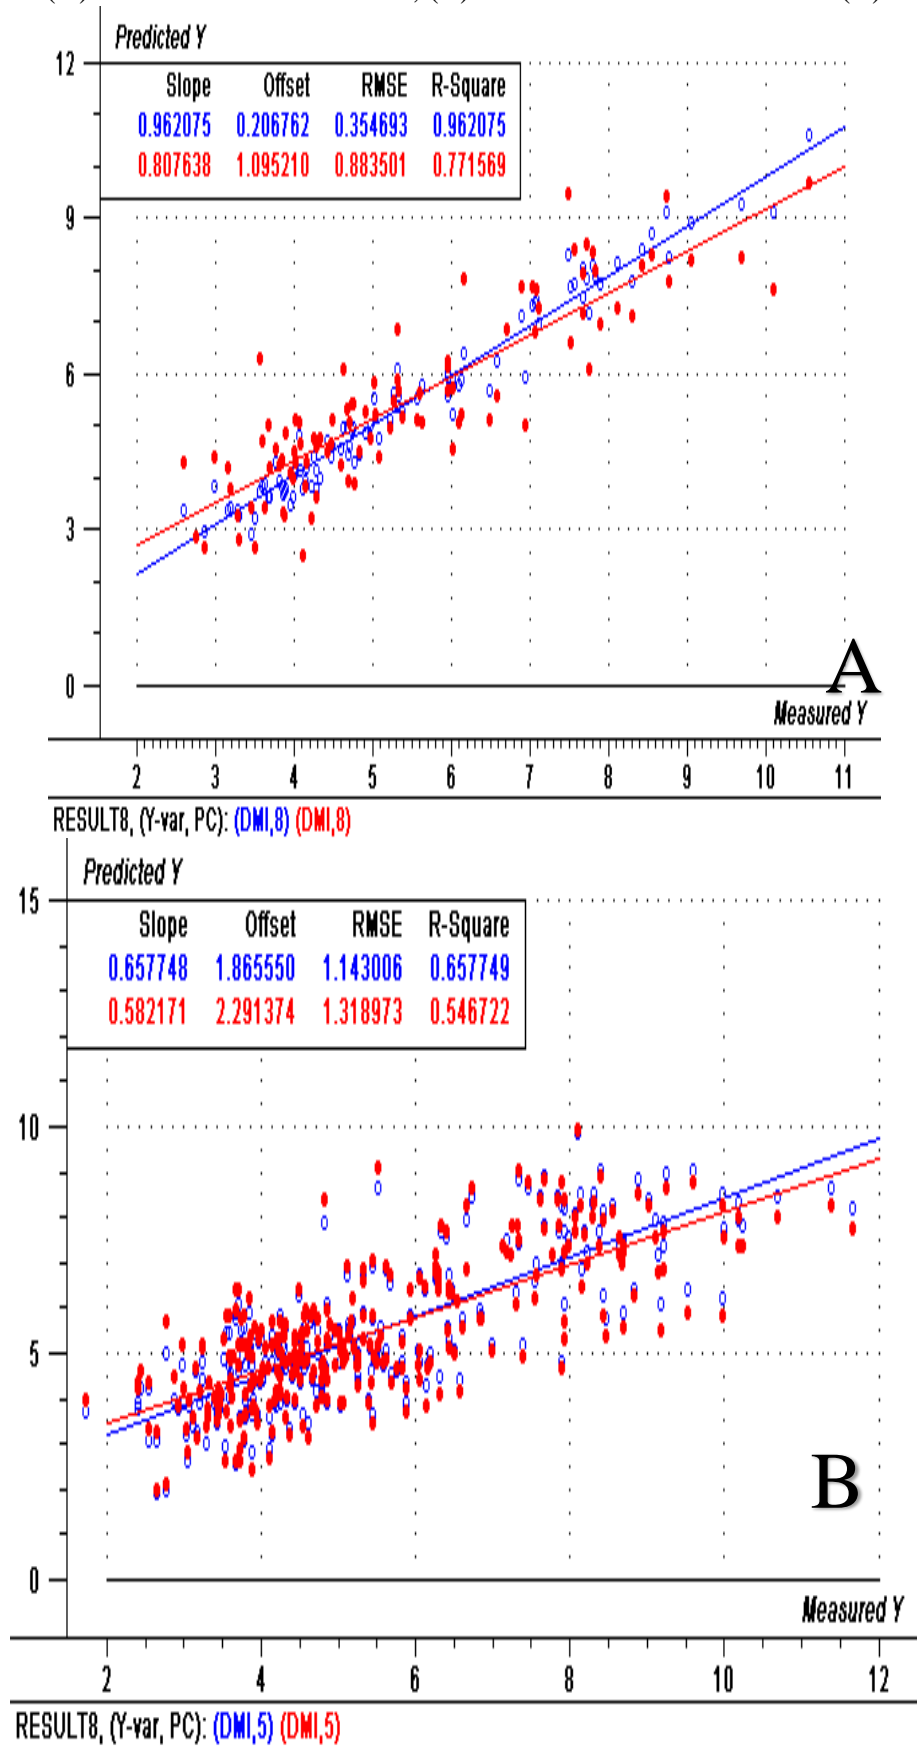 Predicted Y
12
Slope Offset RMSE R-Square
0.962075 0.206762 0.354693 0.962075
0.807638 1.095210 0.883501 0.771569
9
6
3
0
A
Measured Y
2 3 4 5 6 7 8 9 10 11
RESULT8, (Y-var, PC): (DMI,8) (DMI,8)
Predicted Y
15
Slope Offset RMSE R-Square
0.657748 1.865550 1.143006 0.657749
0.582171 2.291374 1.318973 0.546722
10
5
B
0
Measured Y
2 4 6 8 10 12
RESULT8, (Y-var, PC): (DMI,5) (DMI,5)